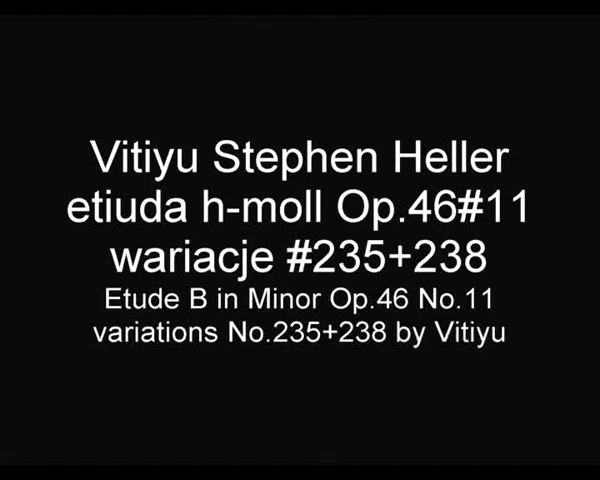 Vitiyu Stephen Heller
etiuda h-moll Op.46#11
wariacje #235+238
Etude B in Minor Op.46 No.11
variations No.235+238 by Vitiyu